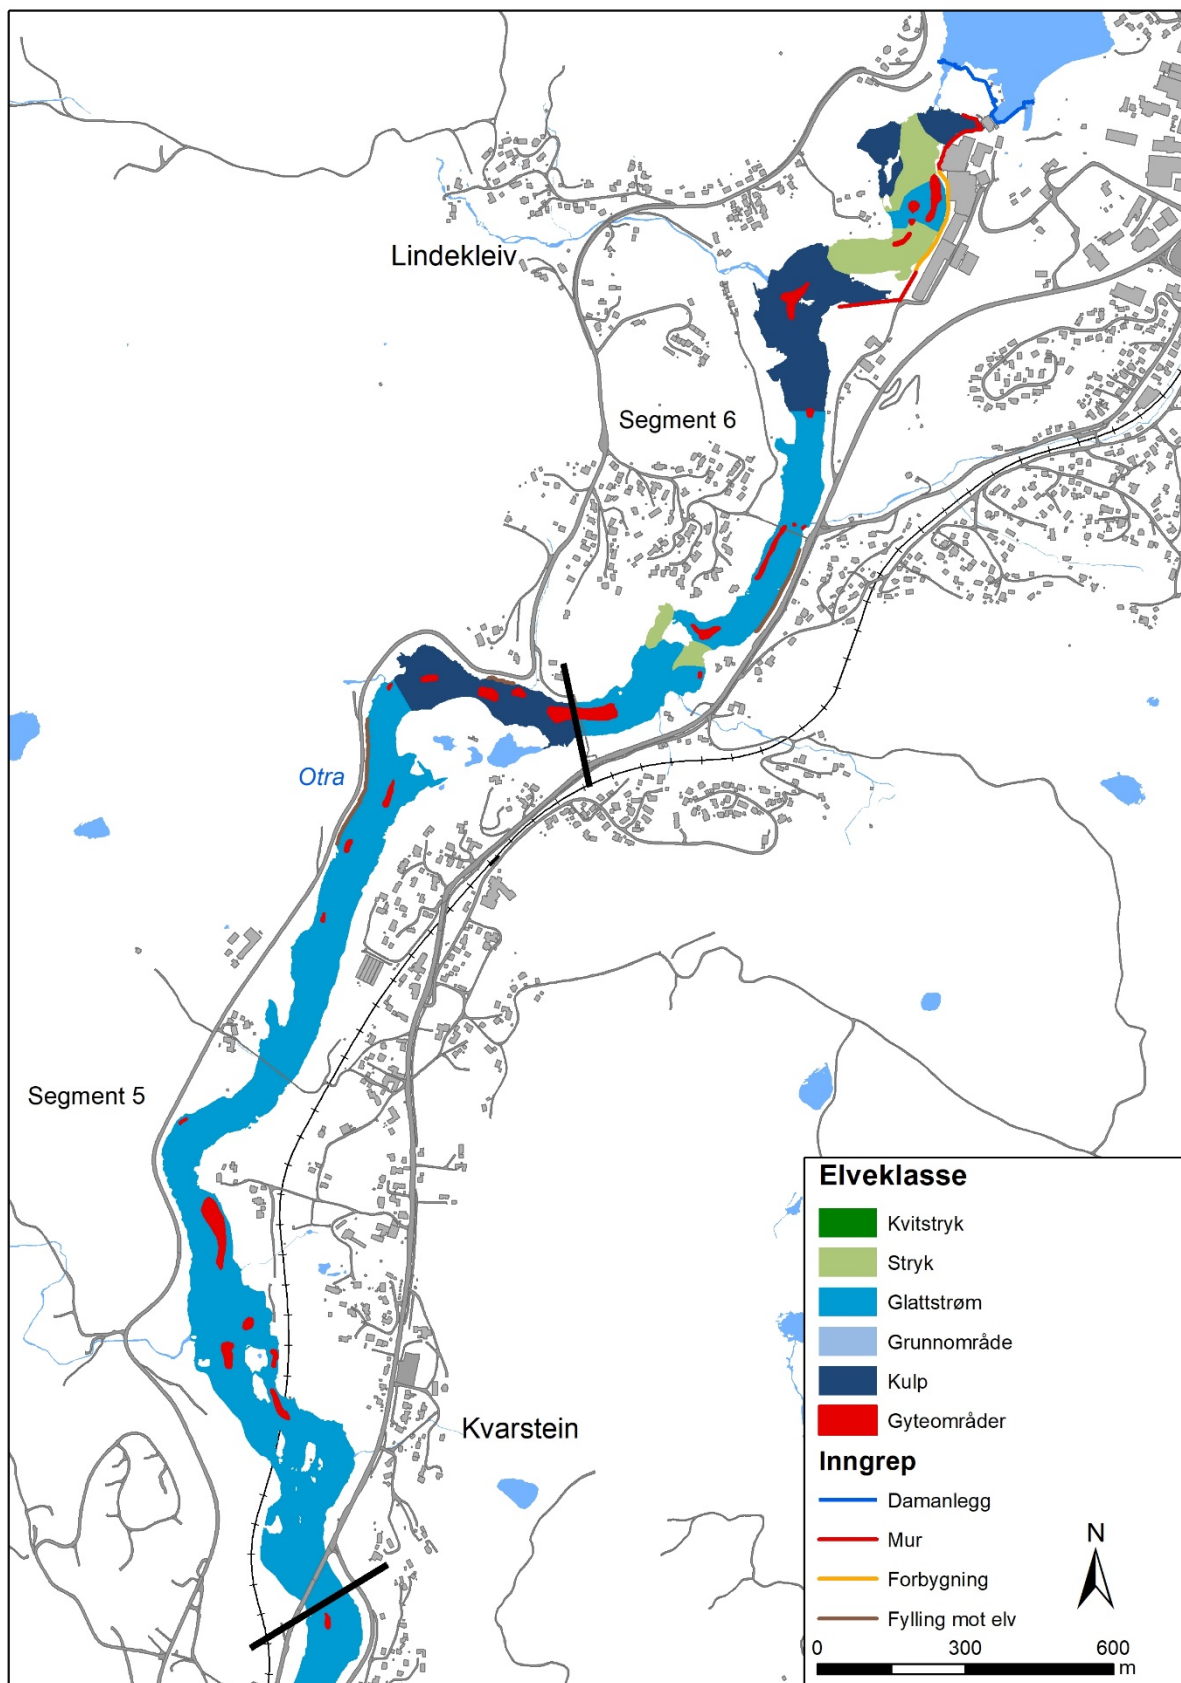 Lindekleiv
Segment 6
Otra
Segment 5
Kvarstein
Elveklasse
Kvitstryk
Stryk
Glattstrøm
Grunnområde
Kulp
Gyteområder
Inngrep
Damanlegg
Mur
Forbygning
Fylling mot elv
N
0 300 600
m